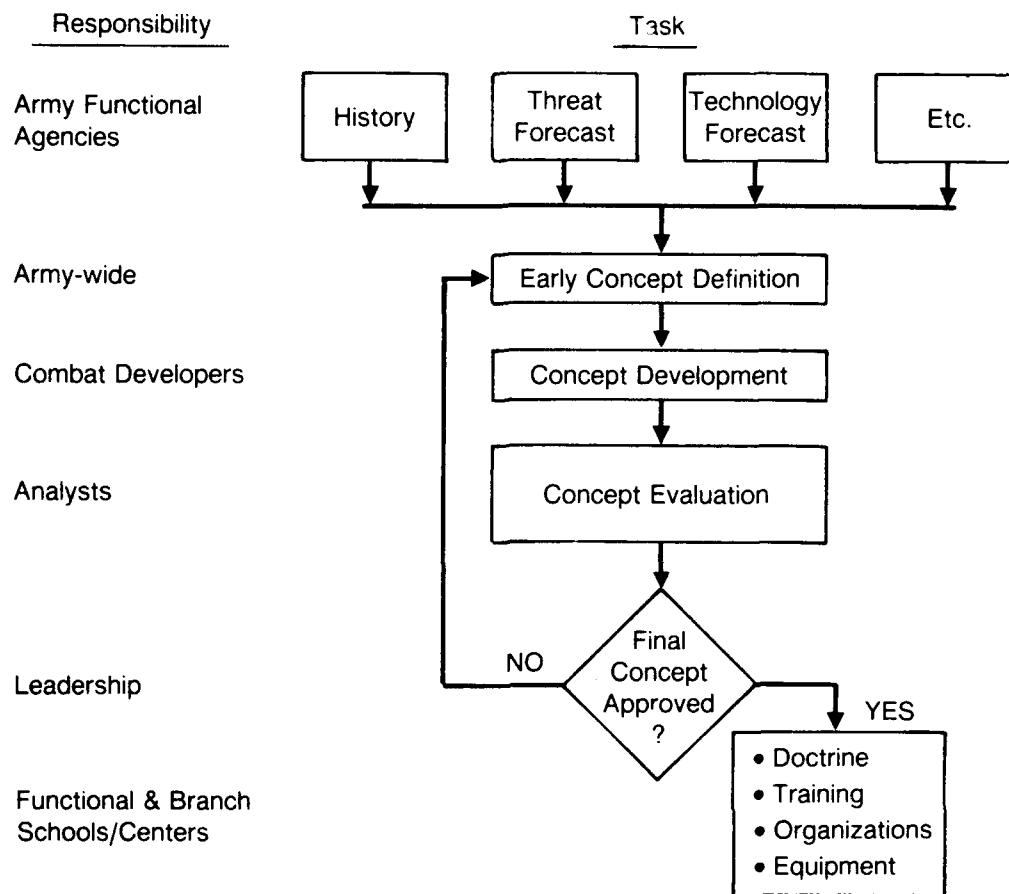 Responsibility
Task
Army Functional
Agencies
History
Threat
Forecast
Technology
Forecast
Etc.
Army-wide
Early Concept Definition
Combat Developers
Concept Development
Analysts
Concept Evaluation
Leadership
NO
Final
Concept
Approved
?
YES
Functional & Branch
Schools/Centers
• Doctrine
• Training
• Organizations
• Equipment